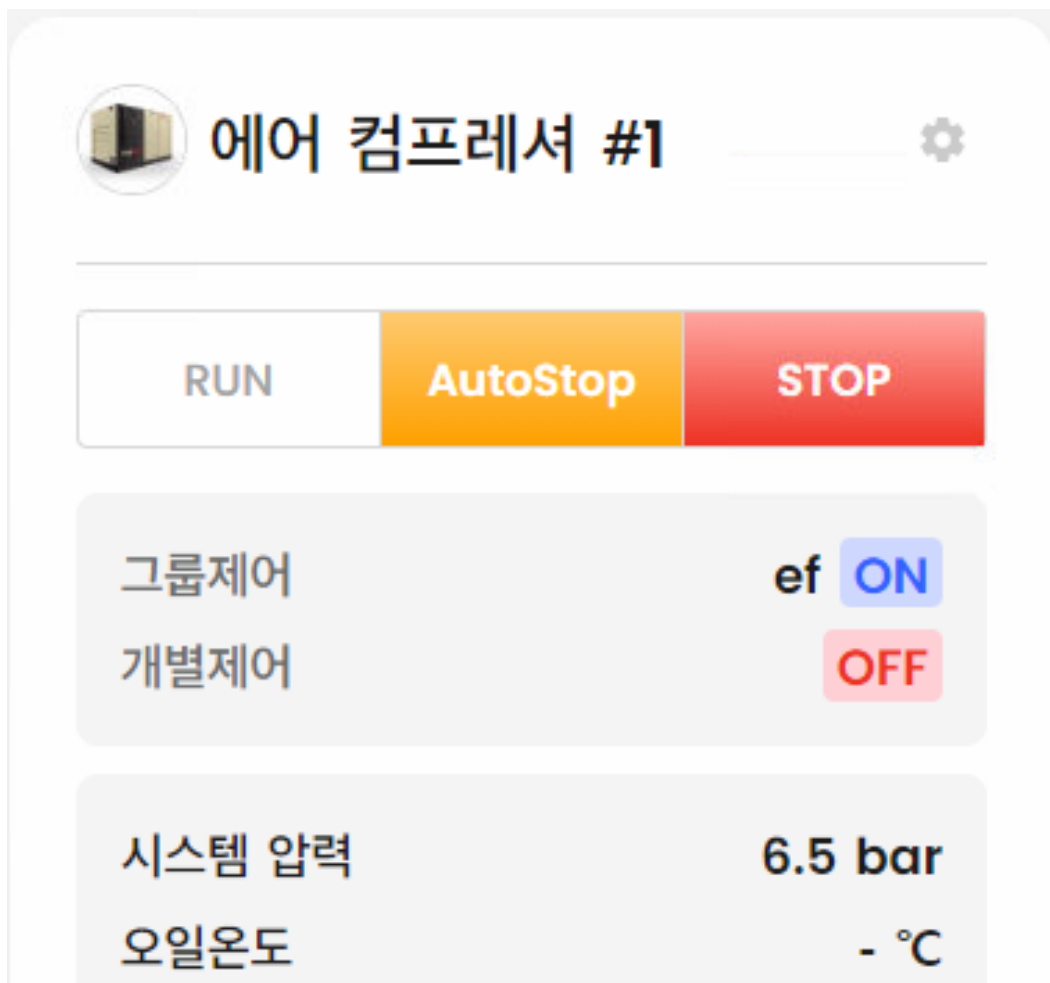 에어 컴프레셔 #1
RUN AutoStop STOP
그룹제어 ef ON
개별제어 OFF
시스템 압력 6.5 bar
오일온도 - ℃